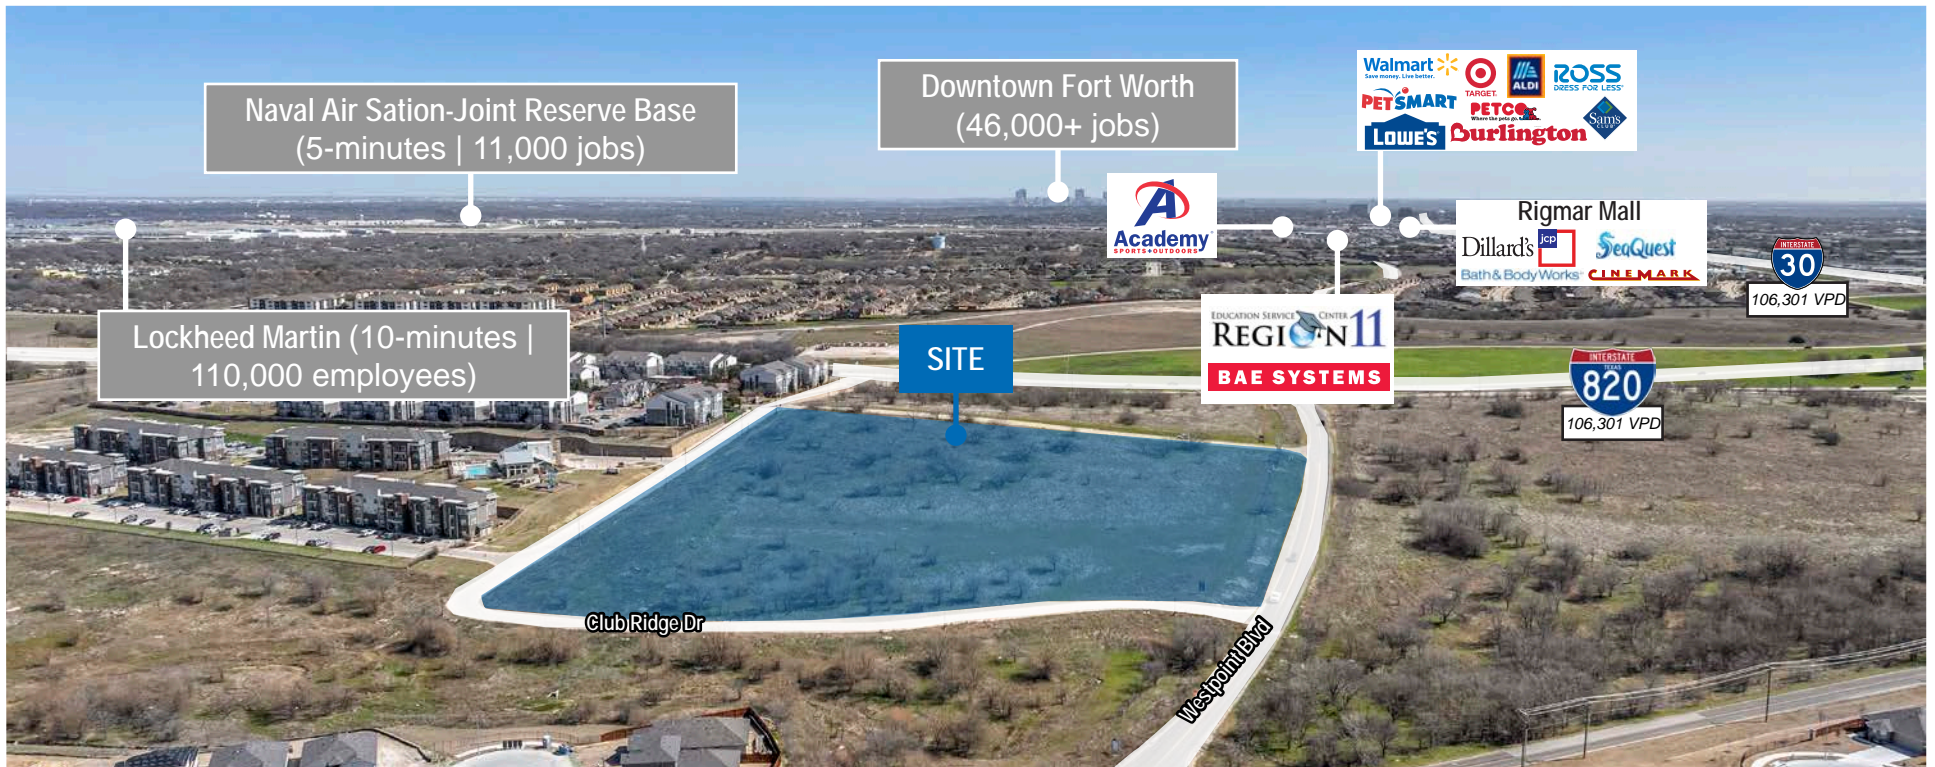 Naval Air Sation-Joint Reserve Base
(5-minutes | 11,000 jobs)
Downtown Fort Worth
(46,000+ jobs)
Walmart
Save money. Live better.
TARGET
ALDI
ROSS
DRESS FOR LESS
PETSMART
PETCO
Where the pets go.
Sam's
CLUB
LOWE'S
Burlington
Academy
SPORTS+OUTDOORS
Rigmar Mall
Dillard's
jcp
SeaQuest
Bath & Body Works
CINEMARK
INTERSTATE
30
106,301 VPD
Lockheed Martin (10-minutes |
110,000 employees)
SITE
EDUCATION SERVICE CENTER
REGION 11
BAE SYSTEMS
INTERSTATE
TEXAS
820
106,301 VPD
Club Ridge Dr
Westpoint Blvd